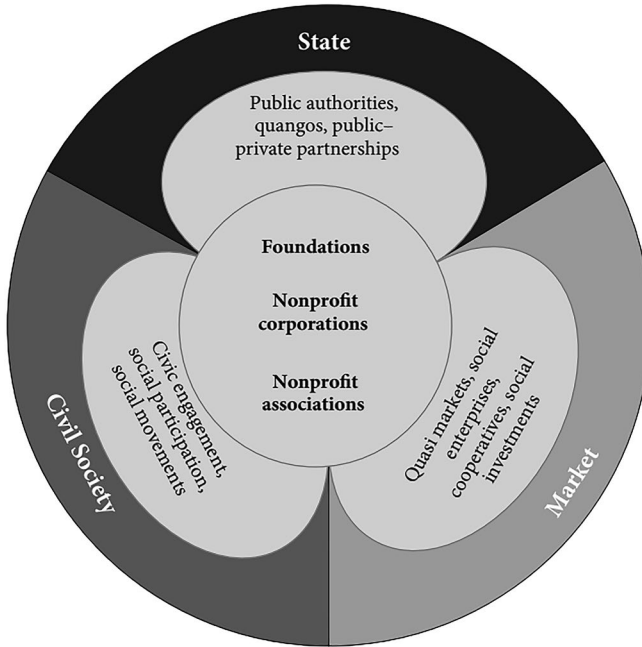 State
Public authorities,
quangos, public–
private partnerships
Foundations
Nonprofit
corporations
Nonprofit
associations
Civil Society
Civic engagement,
social participation,
social movements
Quasi markets, social
enterprises,
cooperatives, social
investments
Market